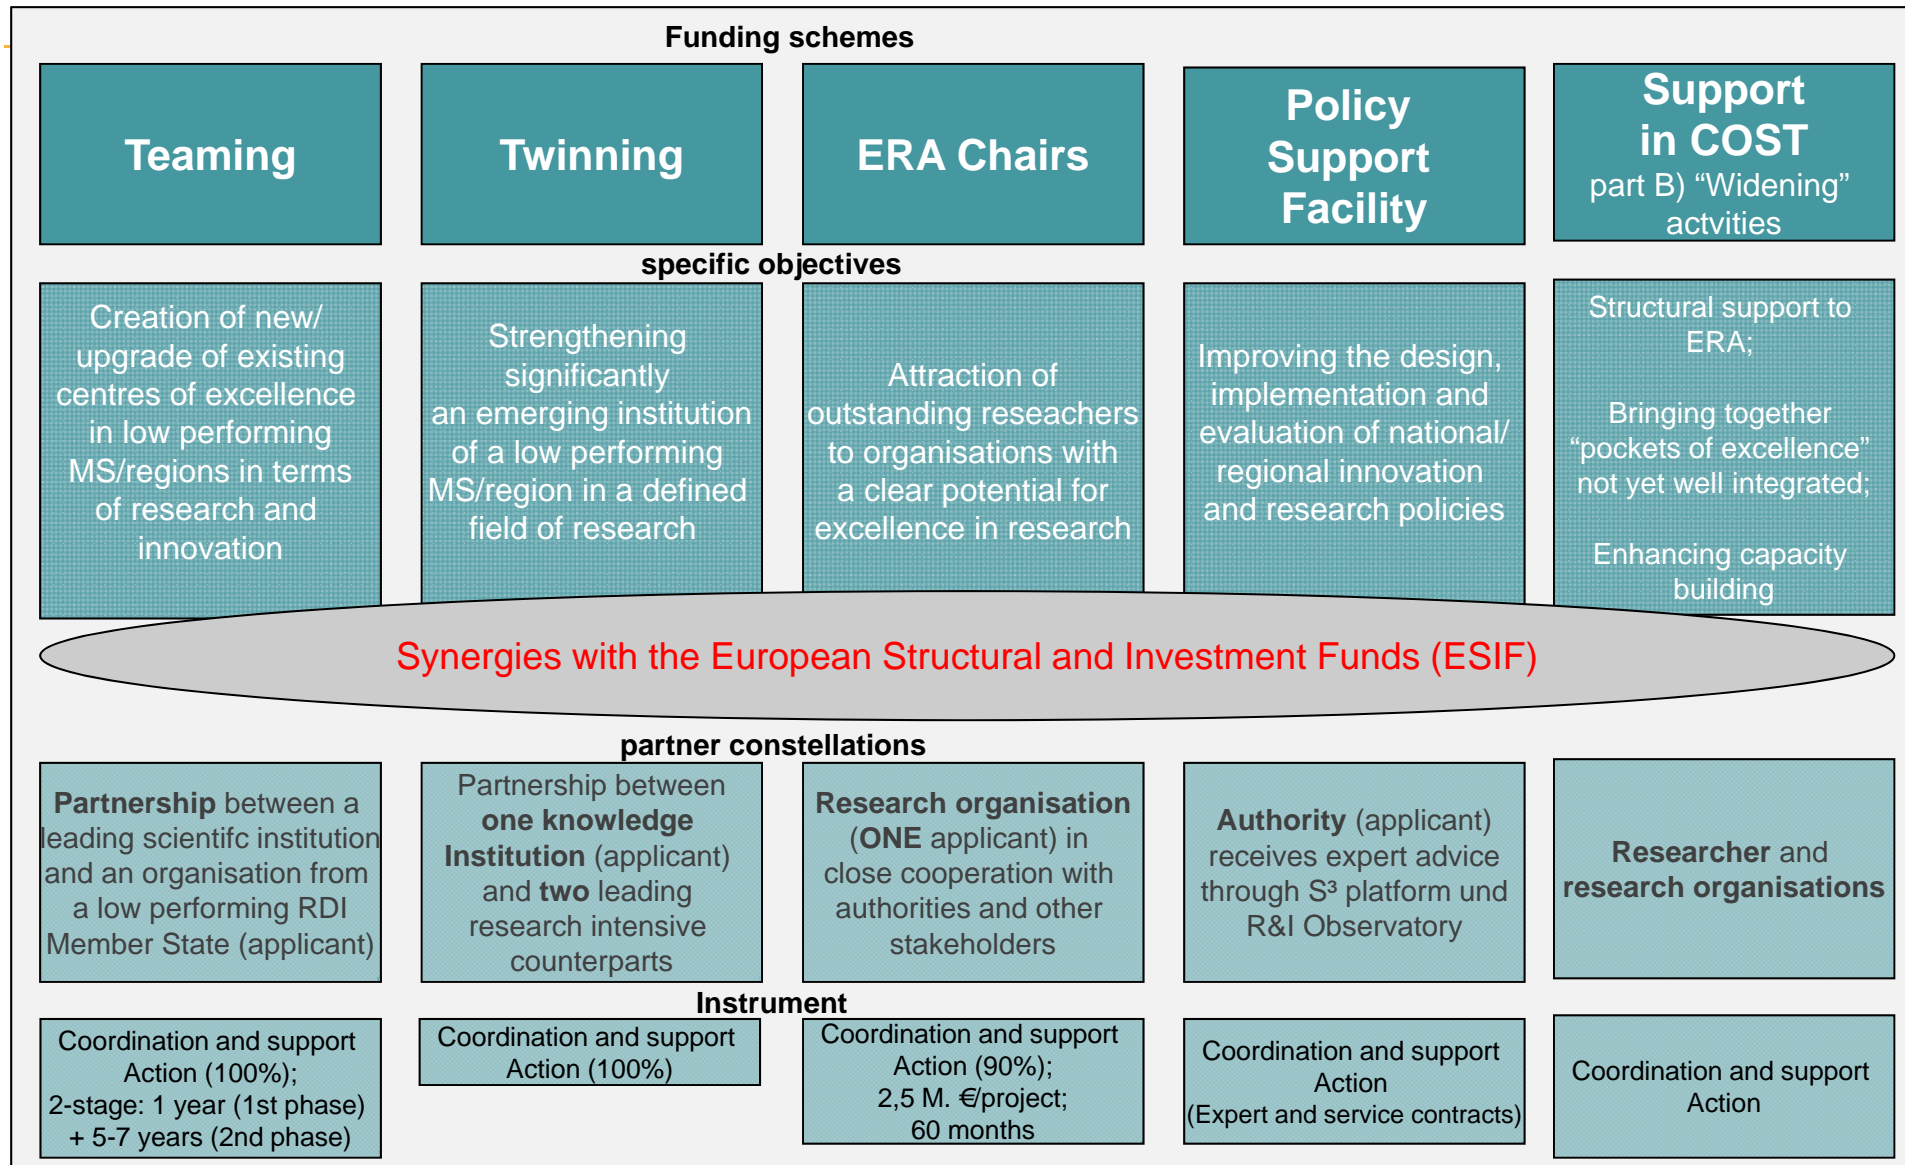 Funding schemes
Teaming
Twinning
ERA Chairs
Policy
Support
Facility
Support
in COST
part B) “Widening”
actvities
specific objectives
Creation of new/
upgrade of existing
centres of excellence
in low performing
MS/regions in terms
of research and
innovation
Strengthening
significantly
an emerging institution
of a low performing
MS/region in a defined
field of research
Attraction of
outstanding reseachers
to organisations with
a clear potential for
excellence in research
Improving the design,
implementation and
evaluation of national/
regional innovation
and research policies
Structural support to
ERA;
Bringing together
“pockets of excellence”
not yet well integrated;
Enhancing capacity
building
Synergies with the European Structural and Investment Funds (ESIF)
partner constellations
Partnership between a
leading scientifc institution
and an organisation from
a low performing RDI
Member State (applicant)
Partnership between
one knowledge
Institution (applicant)
and two leading
research intensive
counterparts
Research organisation
(ONE applicant) in
close cooperation with
authorities and other
stakeholders
Authority (applicant)
receives expert advice
through S³ platform und
R&I Observatory
Researcher and
research organisations
Instrument
Coordination and support
Action (100%);
2-stage: 1 year (1st phase)
+ 5-7 years (2nd phase)
Coordination and support
Action (100%)
Coordination and support
Action (90%);
2,5 M. €/project;
60 months
Coordination and support
Action
(Expert and service contracts)
Coordination and support
Action